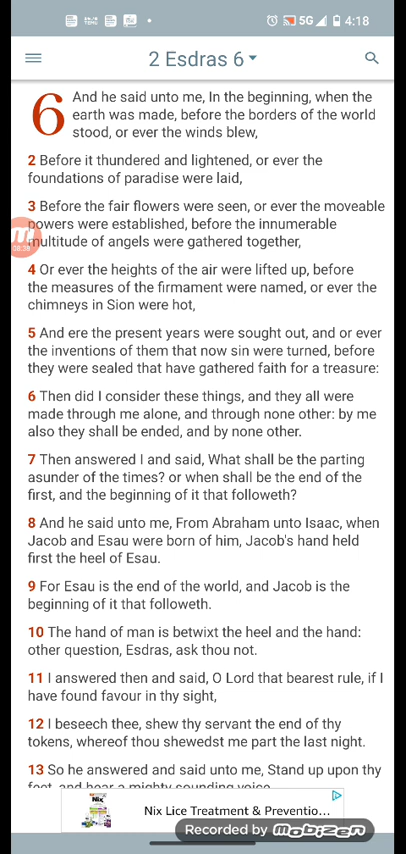 5G 4:18
2 Esdras 6
6 And he said unto me, In the beginning, when the
earth was made, before the borders of the world
stood, or ever the winds blew,
2 Before it thundered and lightened, or ever the
foundations of paradise were laid,
3 Before the fair flowers were seen, or ever the moveable
powers were established, before the innumerable
multitude of angels were gathered together,
08:39
4 Or ever the heights of the air were lifted up, before
the measures of the firmament were named, or ever the
chimneys in Sion were hot,
5 And ere the present years were sought out, and or ever
the inventions of them that now sin were turned, before
they were sealed that have gathered faith for a treasure:
6 Then did I consider these things, and they all were
made through me alone, and through none other: by me
also they shall be ended, and by none other.
7 Then answered I and said, What shall be the parting
asunder of the times? or when shall be the end of the
first, and the beginning of it that followeth?
8 And he said unto me, From Abraham unto Isaac, when
Jacob and Esau were born of him, Jacob's hand held
first the heel of Esau.
9 For Esau is the end of the world, and Jacob is the
beginning of it that followeth.
10 The hand of man is betwixt the heel and the hand:
other question, Esdras, ask thou not.
11 I answered then and said, O Lord that bearest rule, if I
have found favour in thy sight,
12 I beseech thee, shew thy servant the end of thy
tokens, whereof thou shewedst me part the last night.
13 So he answered and said unto me, Stand up upon thy
feet, and hear a mighty sounding voice
Nix
Nix Lice Treatment & Preventio...
Recorded by mobizen